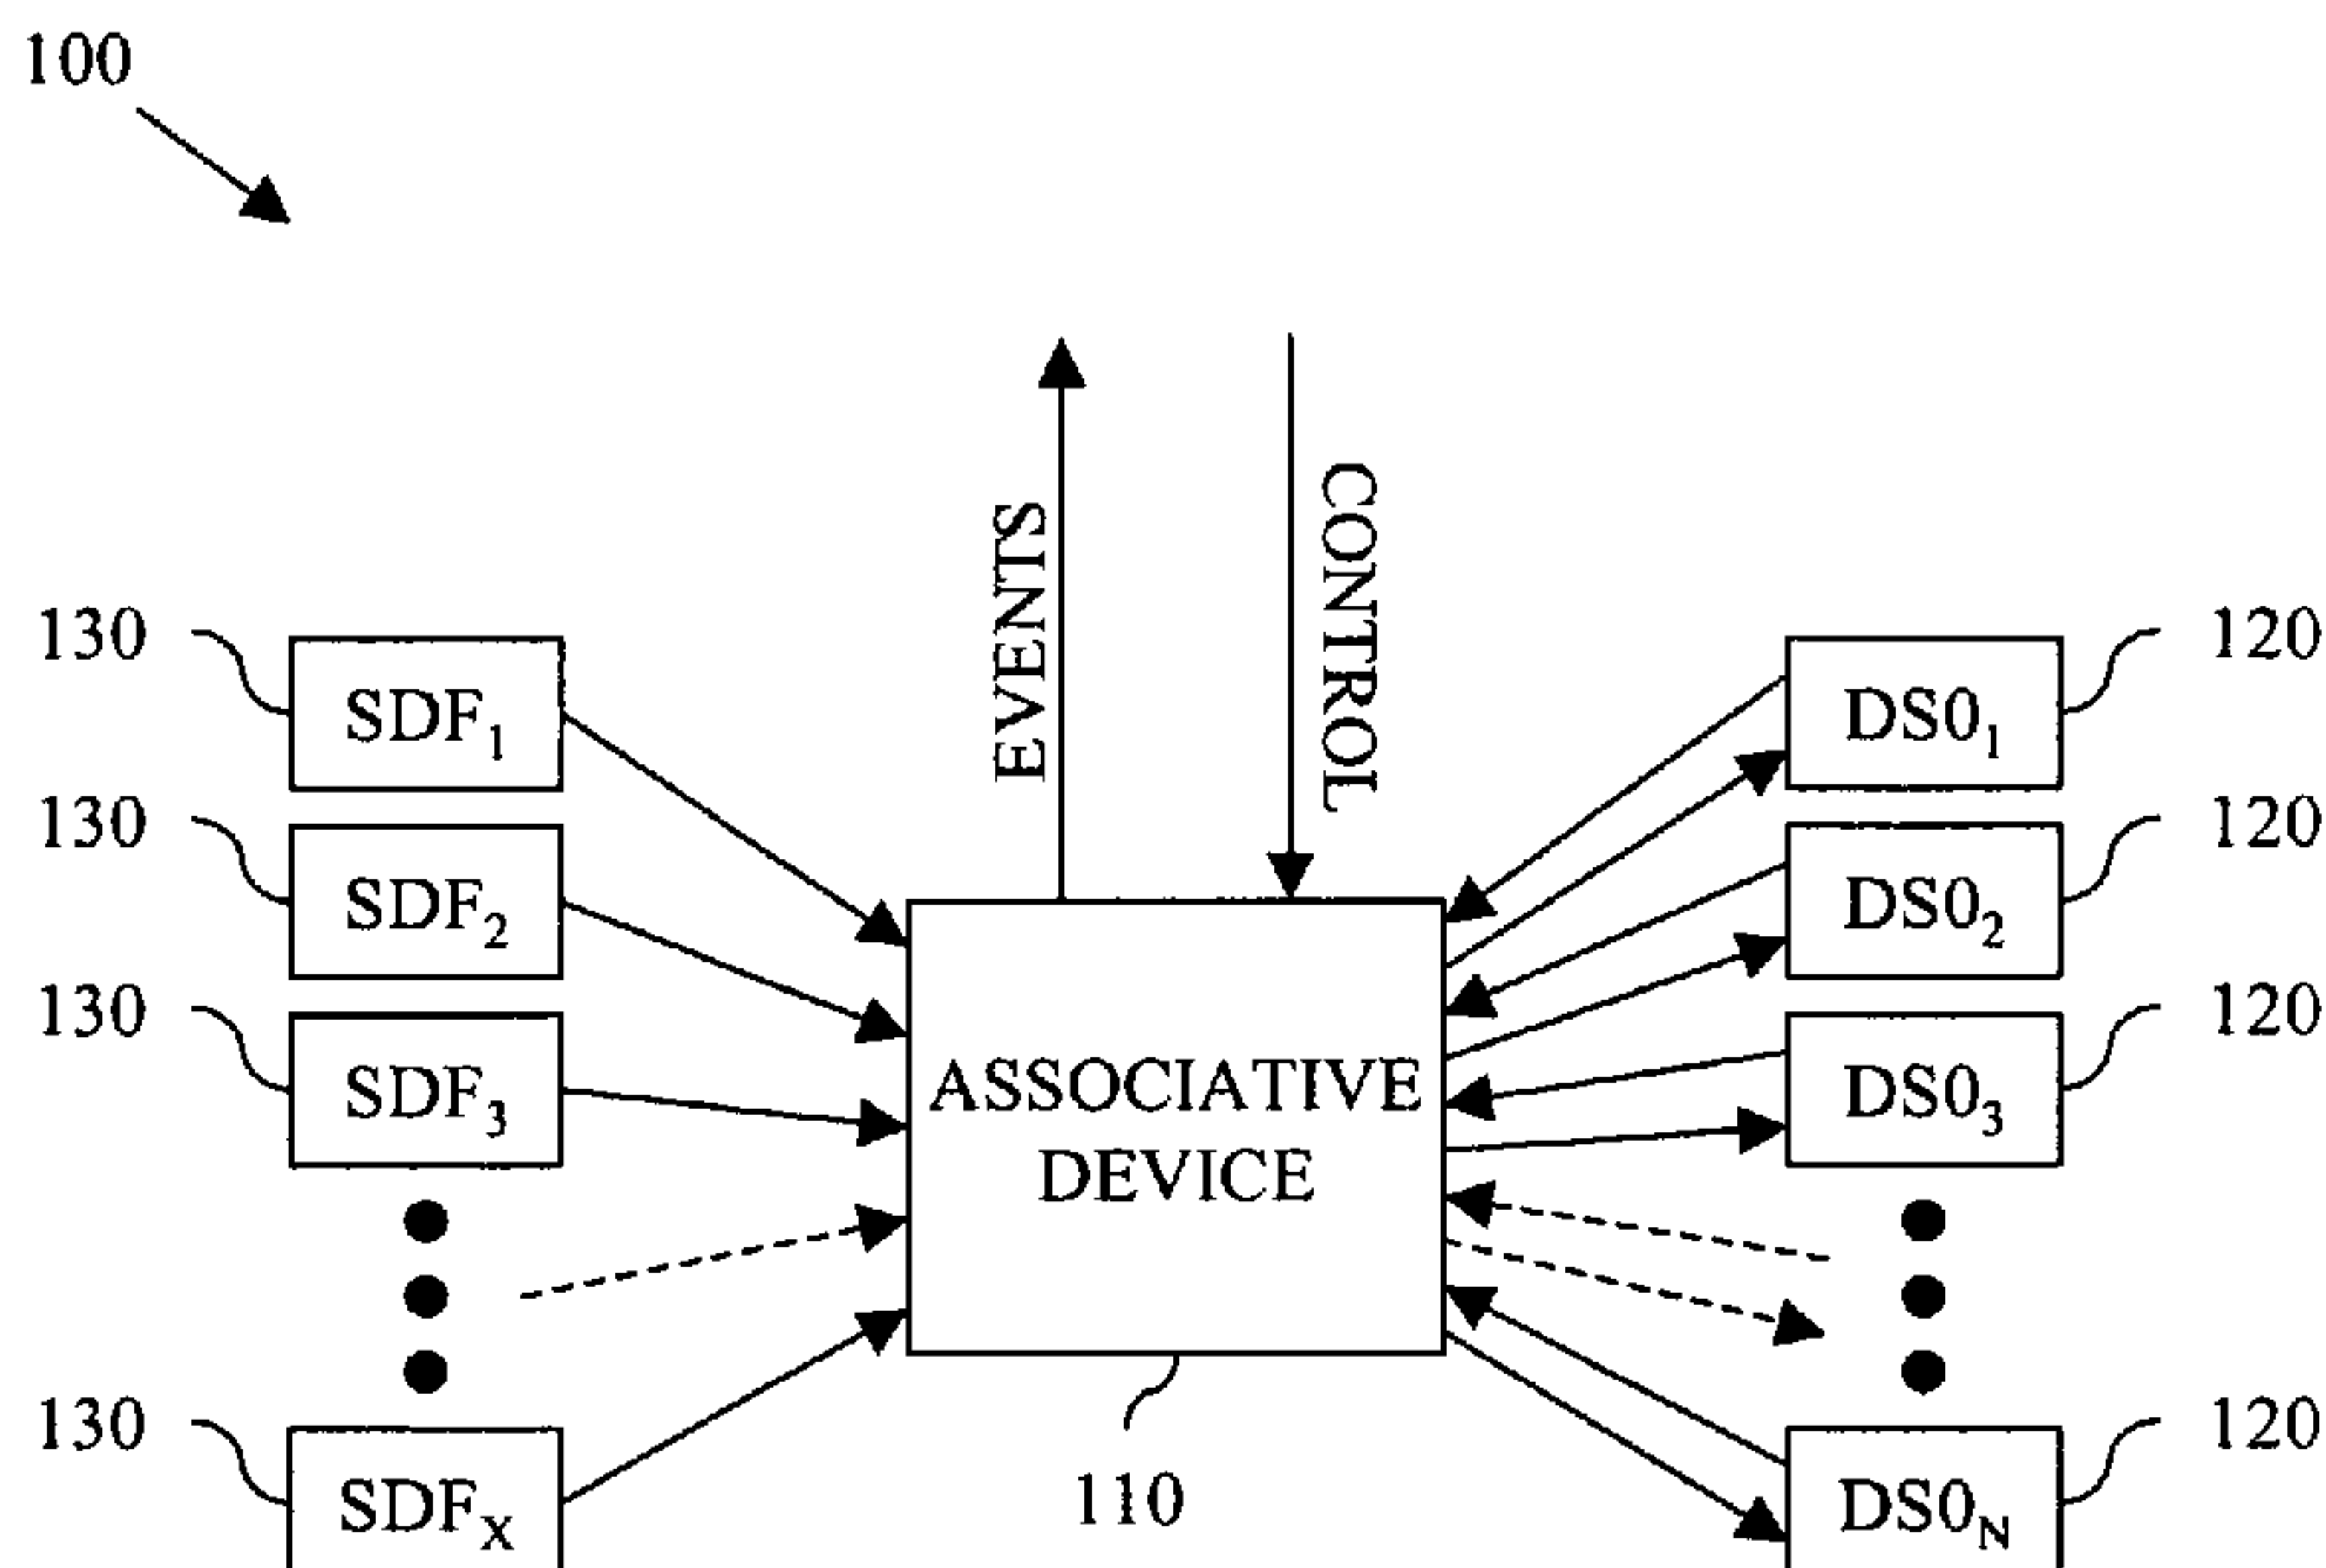 100
EVENTS
CONTROL
130
SDF1
120
DS01
130
SDF2
120
DS02
130
SDF3
120
DS03
ASSOCIATIVE
DEVICE
130
SDFX
110
120
DS0N